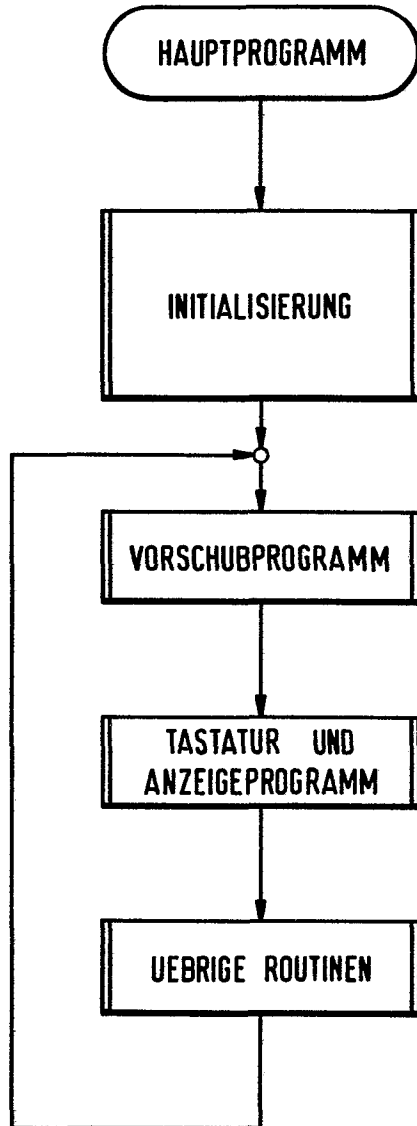 HAUPTPROGRAMM
INITIALISIERUNG
VORSCHUBPROGRAMM
TASTATUR UND
ANZEIGEPROGRAMM
UEBRIGE ROUTINEN